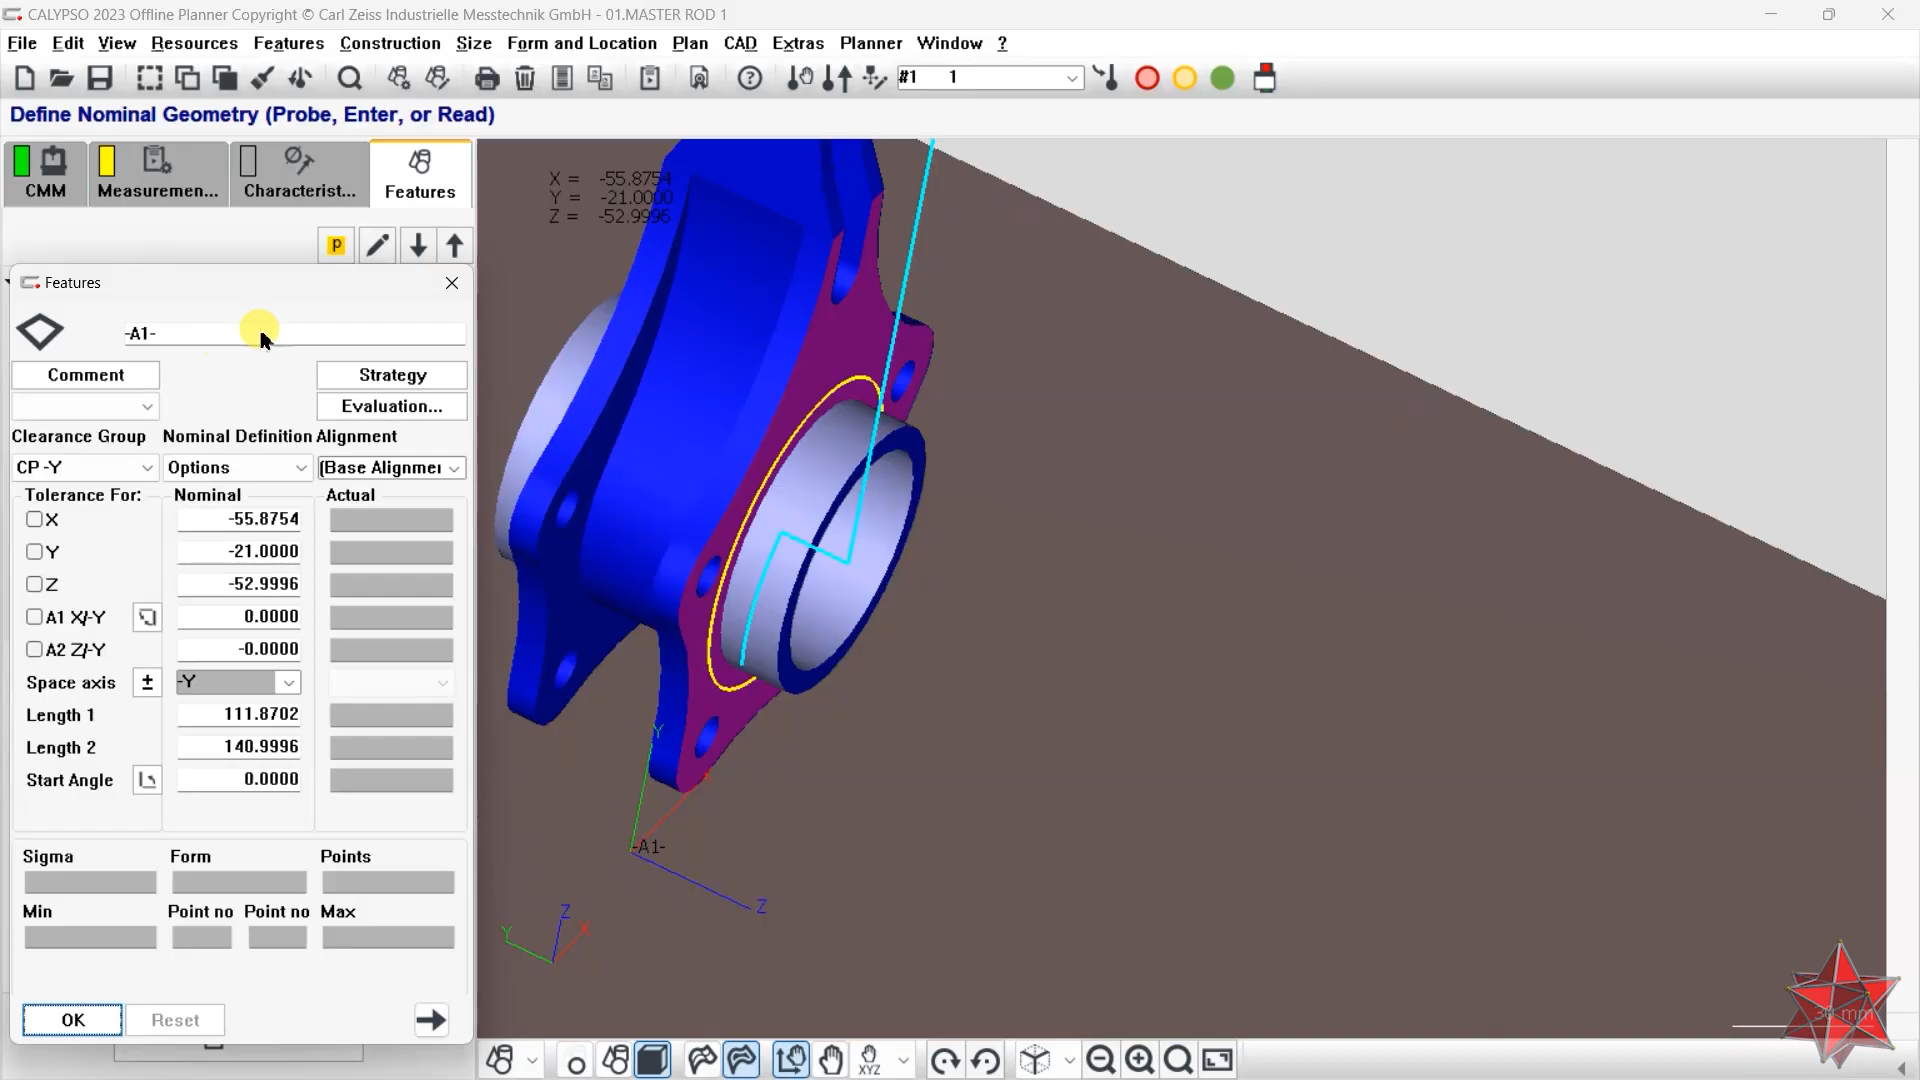 CALYPSO 2023 Offline Planner Copyright © Carl Zeiss Industrielle Messtechnik GmbH - 01.MASTER ROD 1
File Edit View Resources Features Construction Size Form and Location Plan CAD Extras Planner Window ?
#1 1
Define Nominal Geometry (Probe, Enter, or Read)
CMM Measuremen... Characterist... Features
P
X = -55.8754
Y = -21.0000
Z = -52.9996
Features
-A1-
Comment Strategy
Evaluation...
Clearance Group Nominal Definition Alignment
CP -Y Options (Base Alignmer
Tolerance For: Nominal Actual
X -55.8754
Y -21.0000
Z -52.9996
A1 X/-Y 0.0000
A2 Z/-Y -0.0000
Space axis ± -Y
Length 1 111.8702
Length 2 140.9996
Start Angle 0.0000
Sigma Form Points
Min Point no Point no Max
OK Reset
Y
-A1-
Z
Z
Y X
XYZ